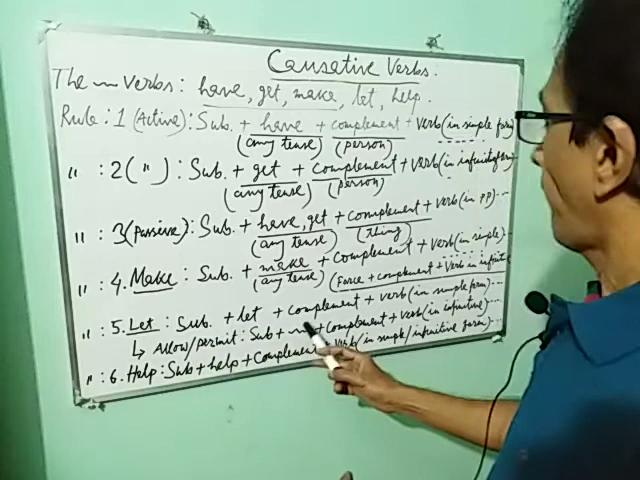 Causative Verbs:
The ~ Verbs: have, get, make, let, help.
Rule: 1 (Active): Sub. + have + complement + verb (in simple form)
(any tense) (person)
" : 2 ( " ) : Sub. + get + complement + verb (in infinitive form)
(any tense) (person)
" : 3 (Passive): Sub. + have, get + complement + verb (in PP) ...
(any tense) (thing)
" : 4. Make: Sub. + make + complement + verb (in simple) ...
(any tense) (Force + complement + verb in infinitive
" : 5. Let: Sub. + let + complement + verb (in simple form) ...
↳ Allow/permit: Sub + + complement + verb (in infinitive) ...
" : 6. Help: Sub + help + Complement verb (in simple/infinitive form) ...